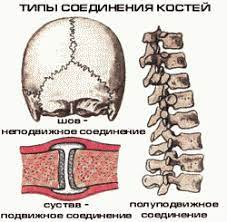 ТИПЫ СОЕДИНЕНИЯ КОСТЕЙ
шов -
неподвижное соединение
сустав -
подвижное соединение
полуподвижное
соединение